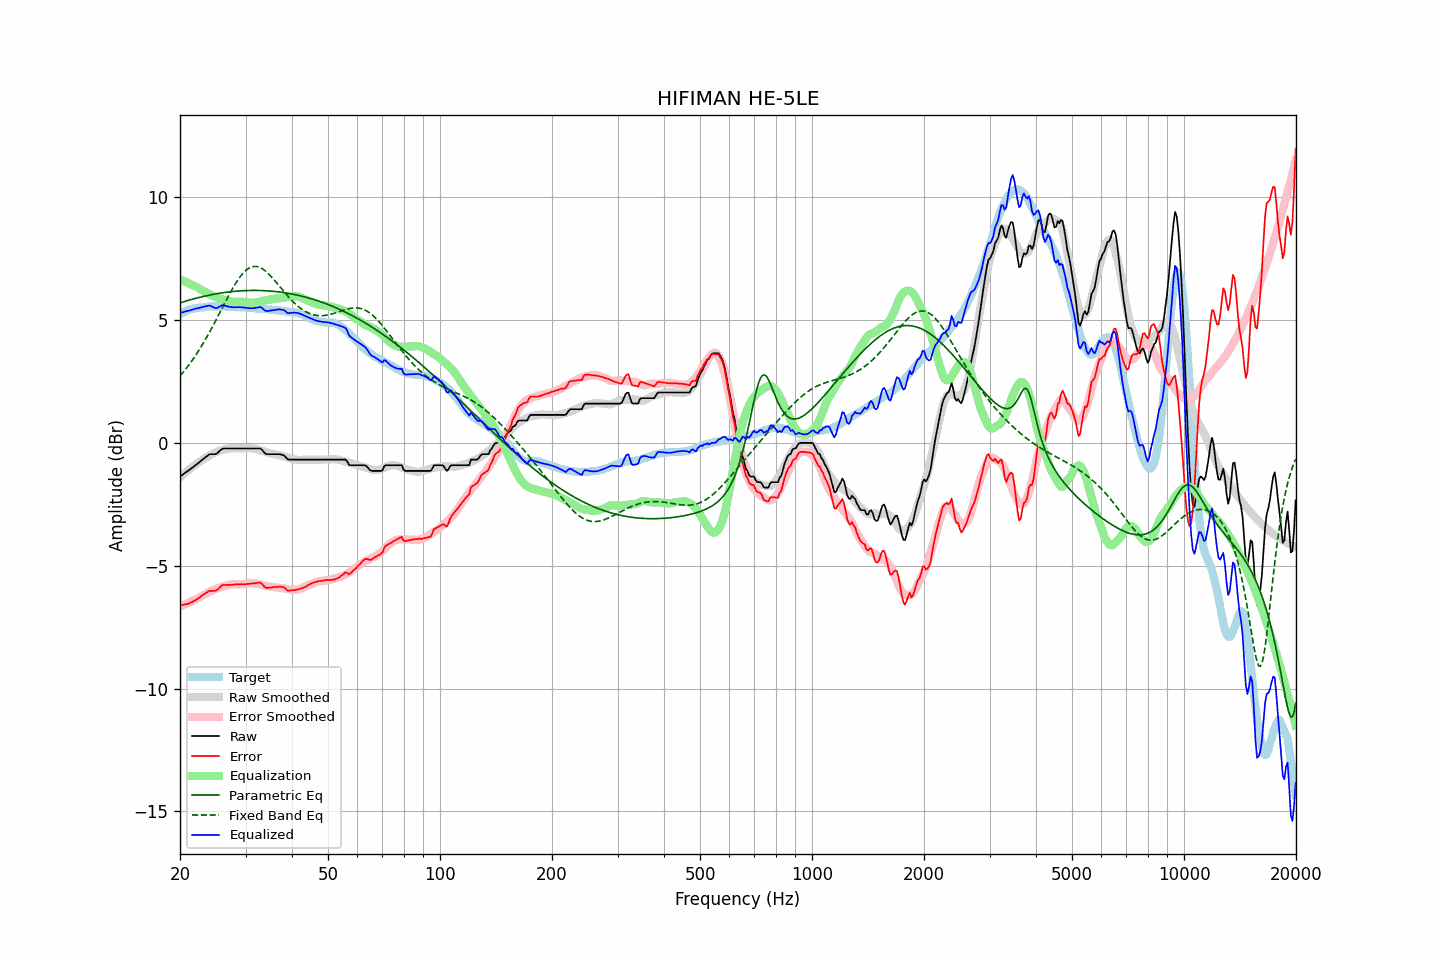 HIFIMAN HE-5LE
Amplitude (dBr)
10
5
0
−5
−10
−15
Target
Raw Smoothed
Error Smoothed
Raw
Error
Equalization
Parametric Eq
Fixed Band Eq
Equalized
20 50 100 200 500 1000 2000 5000 10000 20000
Frequency (Hz)